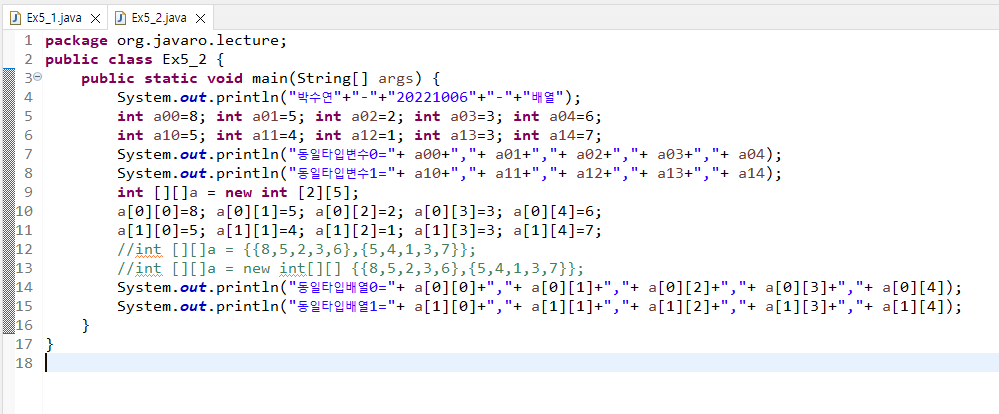 Ex5_1.java Ex5_2.java
1 package org.javaro.lecture;
2 public class Ex5_2 {
3 public static void main(String[] args) {
4 System.out.println("박수연"+"-"+"20221006"+"-"+"배열");
5 int a00=8; int a01=5; int a02=2; int a03=3; int a04=6;
6 int a10=5; int a11=4; int a12=1; int a13=3; int a14=7;
7 System.out.println("동일타입변수0="+ a00+","+ a01+","+ a02+","+ a03+","+ a04);
8 System.out.println("동일타입변수1="+ a10+","+ a11+","+ a12+","+ a13+","+ a14);
9 int [][]a = new int [2][5];
10 a[0][0]=8; a[0][1]=5; a[0][2]=2; a[0][3]=3; a[0][4]=6;
11 a[1][0]=5; a[1][1]=4; a[1][2]=1; a[1][3]=3; a[1][4]=7;
12 //int [][]a = {{8,5,2,3,6},{5,4,1,3,7}};
13 //int [][]a = new int[][] {{8,5,2,3,6},{5,4,1,3,7}};
14 System.out.println("동일타입배열0="+ a[0][0]+","+ a[0][1]+","+ a[0][2]+","+ a[0][3]+","+ a[0][4]);
15 System.out.println("동일타입배열1="+ a[1][0]+","+ a[1][1]+","+ a[1][2]+","+ a[1][3]+","+ a[1][4]);
16 }
17 }
18